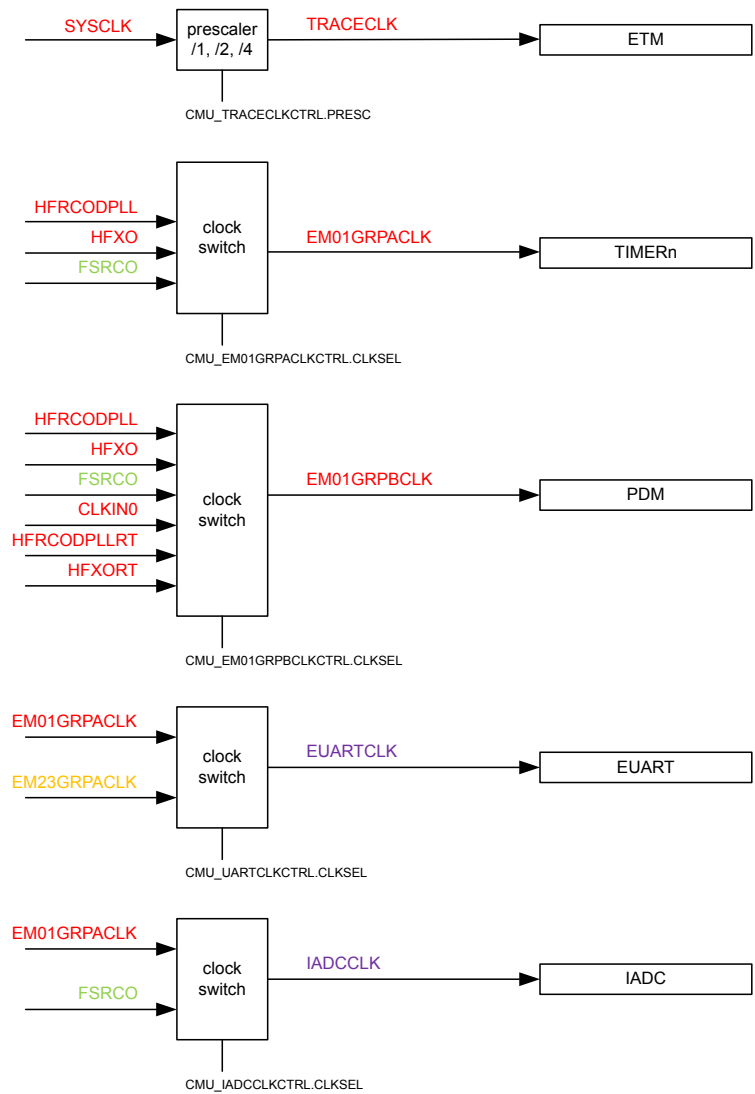 SYSCLK
prescaler
/1, /2, /4
TRACECLK
ETM
CMU_TRACECLKCTRL.PRESC
HFRCODPLL
HFXO
FSRCO
clock
switch
EM01GRPACLK
TIMERn
CMU_EM01GRPACLKCTRL.CLKSEL
HFRCODPLL
HFXO
FSRCO
CLKIN0
HFRCODPLLRT
HFXORT
clock
switch
EM01GRPBCLK
PDM
CMU_EM01GRPBCLKCTRL.CLKSEL
EM01GRPACLK
EM23GRPACLK
clock
switch
EUARTCLK
EUART
CMU_UARTCLKCTRL.CLKSEL
EM01GRPACLK
FSRCO
clock
switch
IADCCLK
IADC
CMU_IADCCLKCTRL.CLKSEL